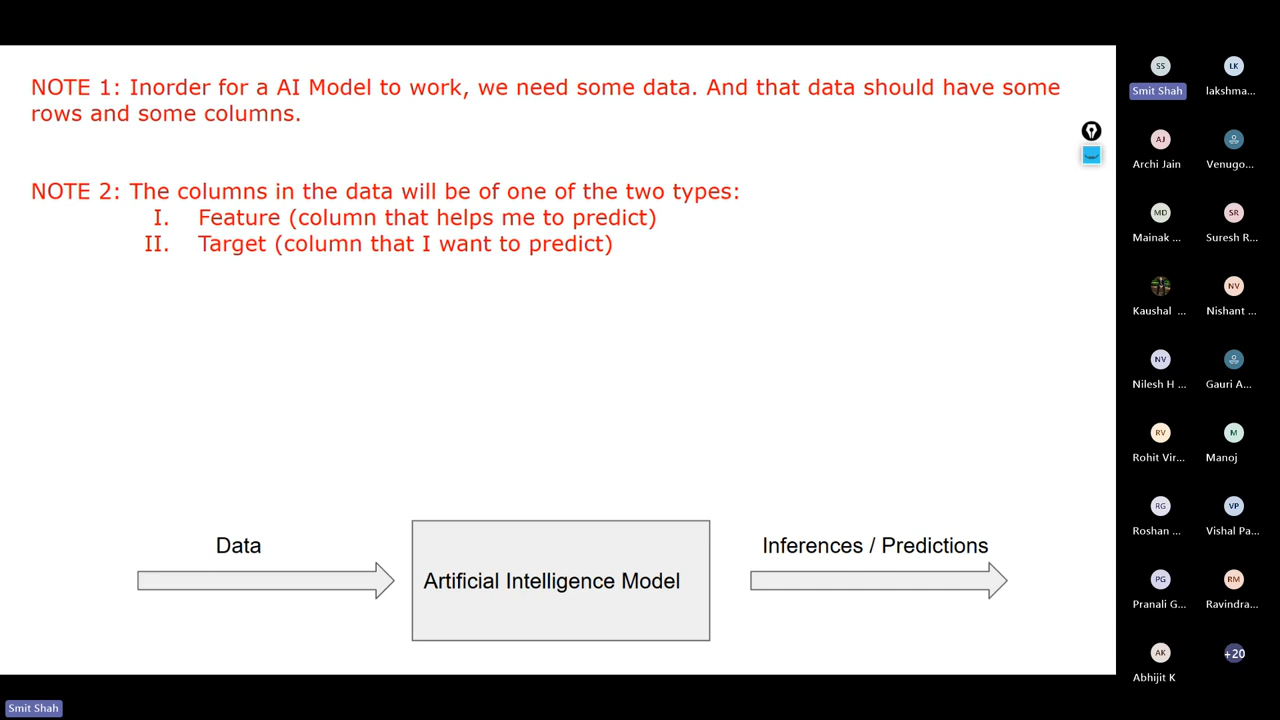 NOTE 1: Inorder for a AI Model to work, we need some data. And that data should have some
rows and some columns.
NOTE 2: The columns in the data will be of one of the two types:
I. Feature (column that helps me to predict)
II. Target (column that I want to predict)
Data
Artificial Intelligence Model
Inferences / Predictions
SS
LK
Smit Shah
lakshma...
AJ
Archi Jain
Venugo...
MD
SR
Mainak ...
Suresh R...
NV
Kaushal ...
Nishant ...
NV
Nilesh H ...
Gauri A...
RV
M
Rohit Vir...
Manoj
RG
VP
Roshan ...
Vishal Pa...
PG
RM
Pranali G...
Ravindra...
AK
+20
Abhijit K
Smit Shah